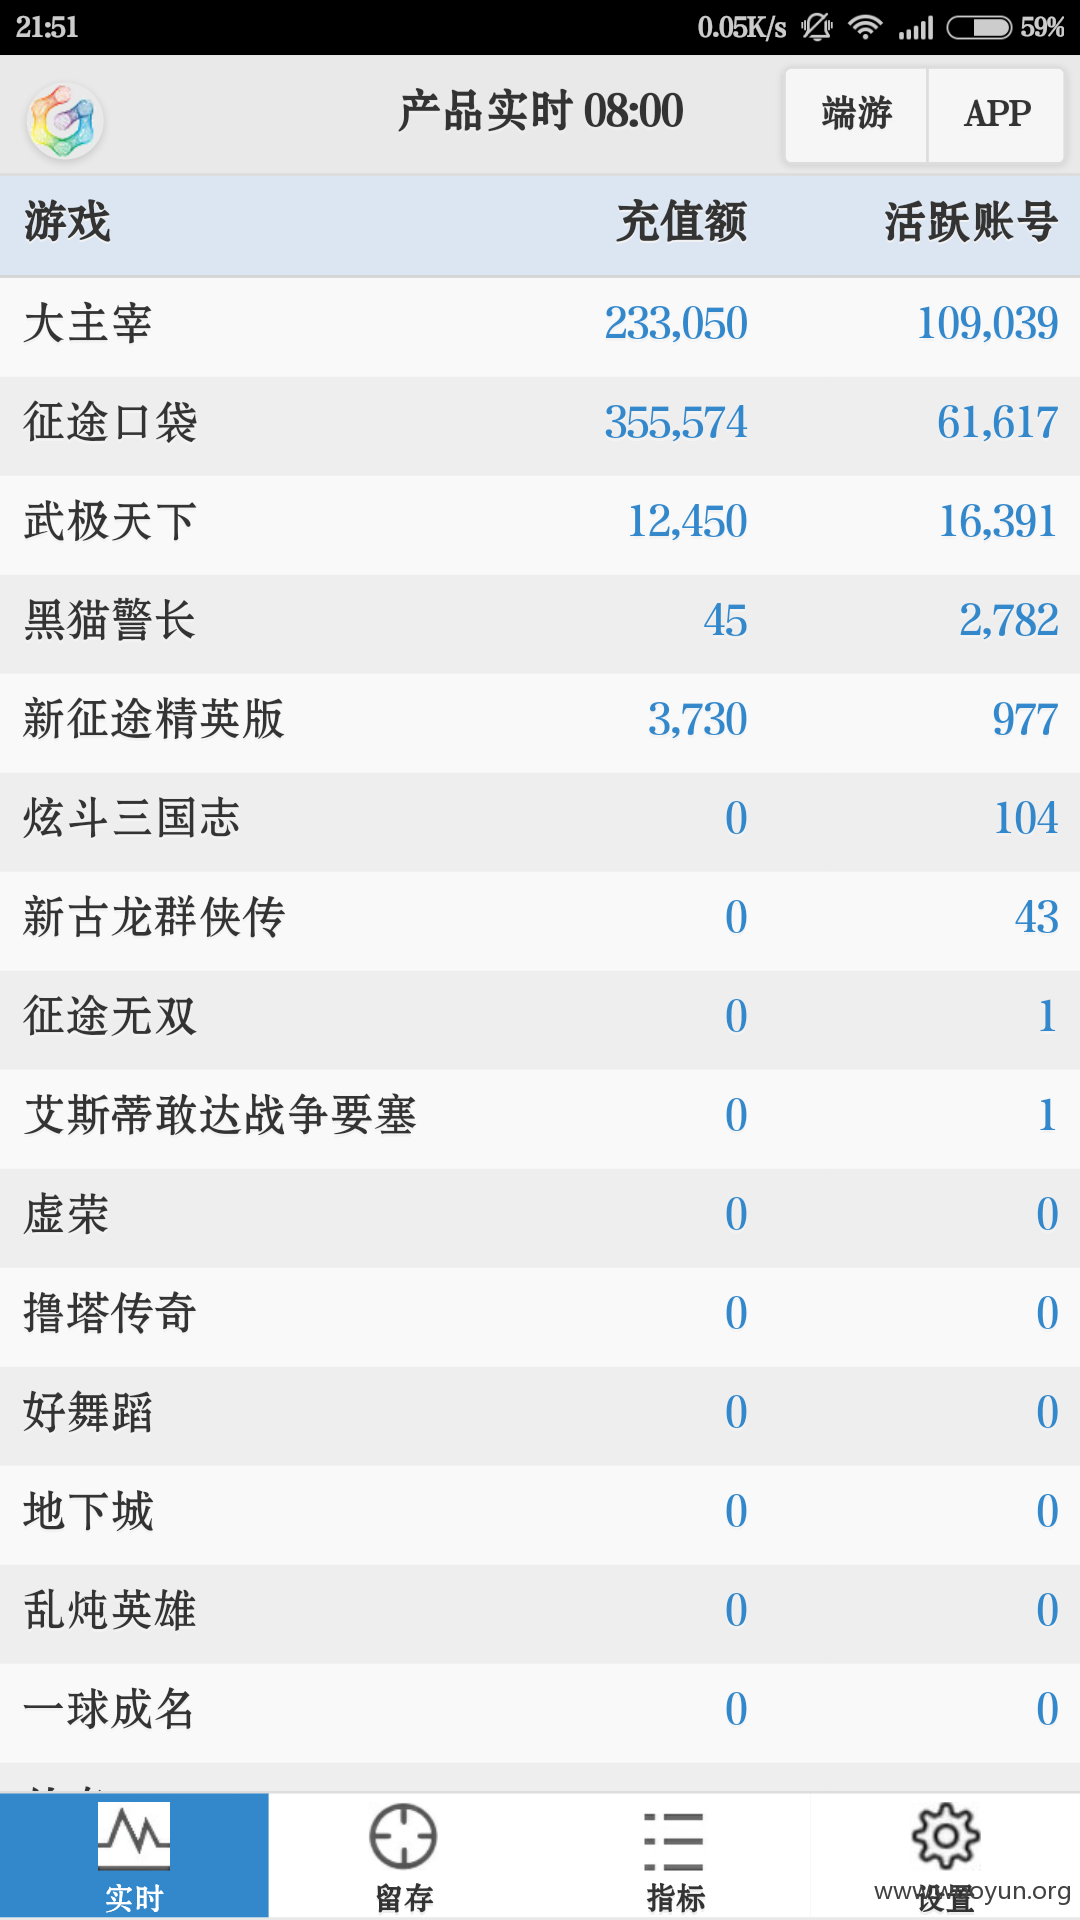 21:51 0.05K/s 59%
产品实时 08:00 端游 APP
游戏 充值额 活跃账号
大主宰 233,050 109,039
征途口袋 355,574 61,617
武极天下 12,450 16,391
黑猫警长 45 2,782
新征途精英版 3,730 977
炫斗三国志 0 104
新古龙群侠传 0 43
征途无双 0 1
艾斯蒂敢达战争要塞 0 1
虚荣 0 0
撸塔传奇 0 0
好舞蹈 0 0
地下城 0 0
乱炖英雄 0 0
一球成名 0 0
实时 留存 指标 设置